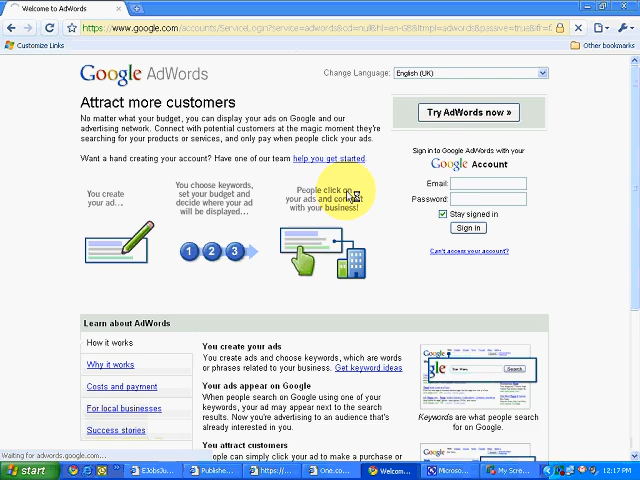 Welcome to AdWords
https://www.google.com/accounts/ServiceLogin?service=adwords&cd=null&hl=en-GB&ltmpl=adwords&passive=true&ifr=f
Customize Links
Other bookmarks
Google AdWords
Change Language: English (UK)
Attract more customers
No matter what your budget, you can display your ads on Google and our
advertising network. Connect with potential customers at the magic moment they're
searching for your products or services, and only pay when people click your ads.
Want a hand creating your account? Have one of our team help you get started.
Try AdWords now »
Sign in to Google AdWords with your
Google Account
Email:
Password:
Stay signed in
Sign in
Can't access your account?
You create
your ad...
You choose keywords,
set your budget and
decide where your ad
will be displayed...
People click on
your ads and connect
with your business!
1 2 3
Learn about AdWords
How it works
Why it works
Costs and payment
For local businesses
Success stories
You create your ads
You create ads and choose keywords, which are words
or phrases related to your business. Get keyword ideas
Your ads appear on Google
When people search on Google using one of your
keywords, your ad may appear next to the search
results. Now you're advertising to an audience that's
already interested in you.
You attract customers
People can simply click your ad to make a purchase or
Google
Search
Keywords are what people search
for on Google.
Google
Waiting for adwords.google.com...
start
EJobsJu...
Publishe...
https://...
One.co...
Welcome...
Microso...
My Scre...
12:17 PM